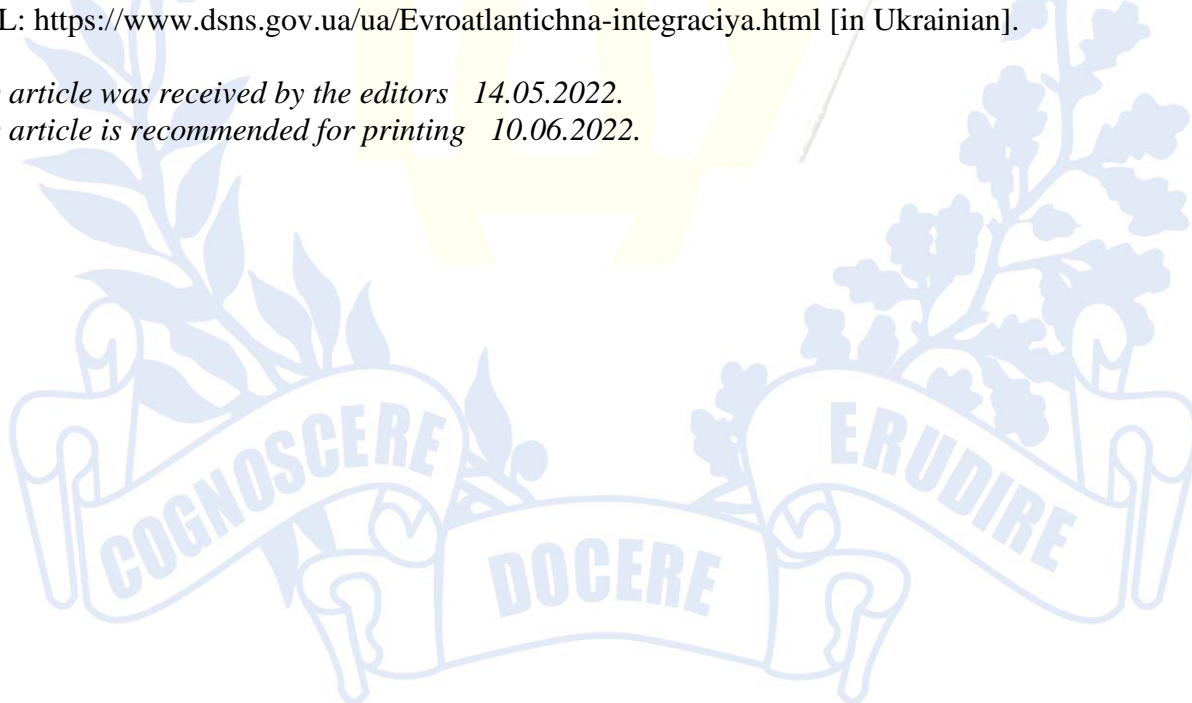 L: https://www.dsns.gov.ua/ua/Evroatlantichna-integraciya.html [in Ukrainian].
article was received by the editors 14.05.2022.
article is recommended for printing 10.06.2022.
COGNOSCERE
ERUDIRE
DOCERE